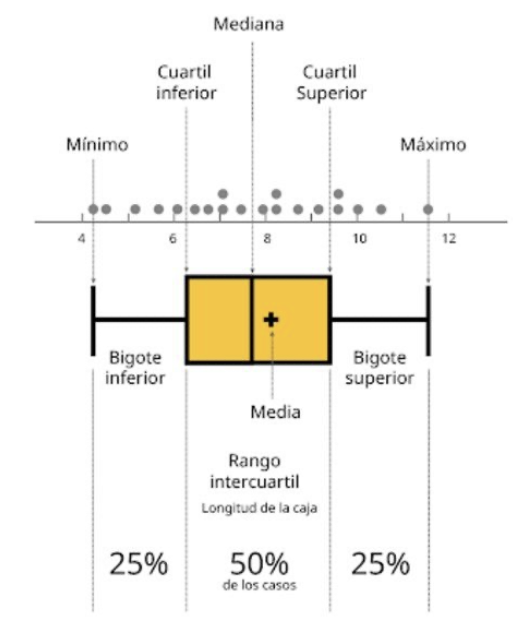 Mediana
Cuartil
inferior
Cuartil
Superior
Mínimo
Máximo
4
6
8
10
12
Bigote
inferior
Bigote
superior
Media
Rango
intercuartil
Longitud de la caja
25%
50%
de los casos
25%